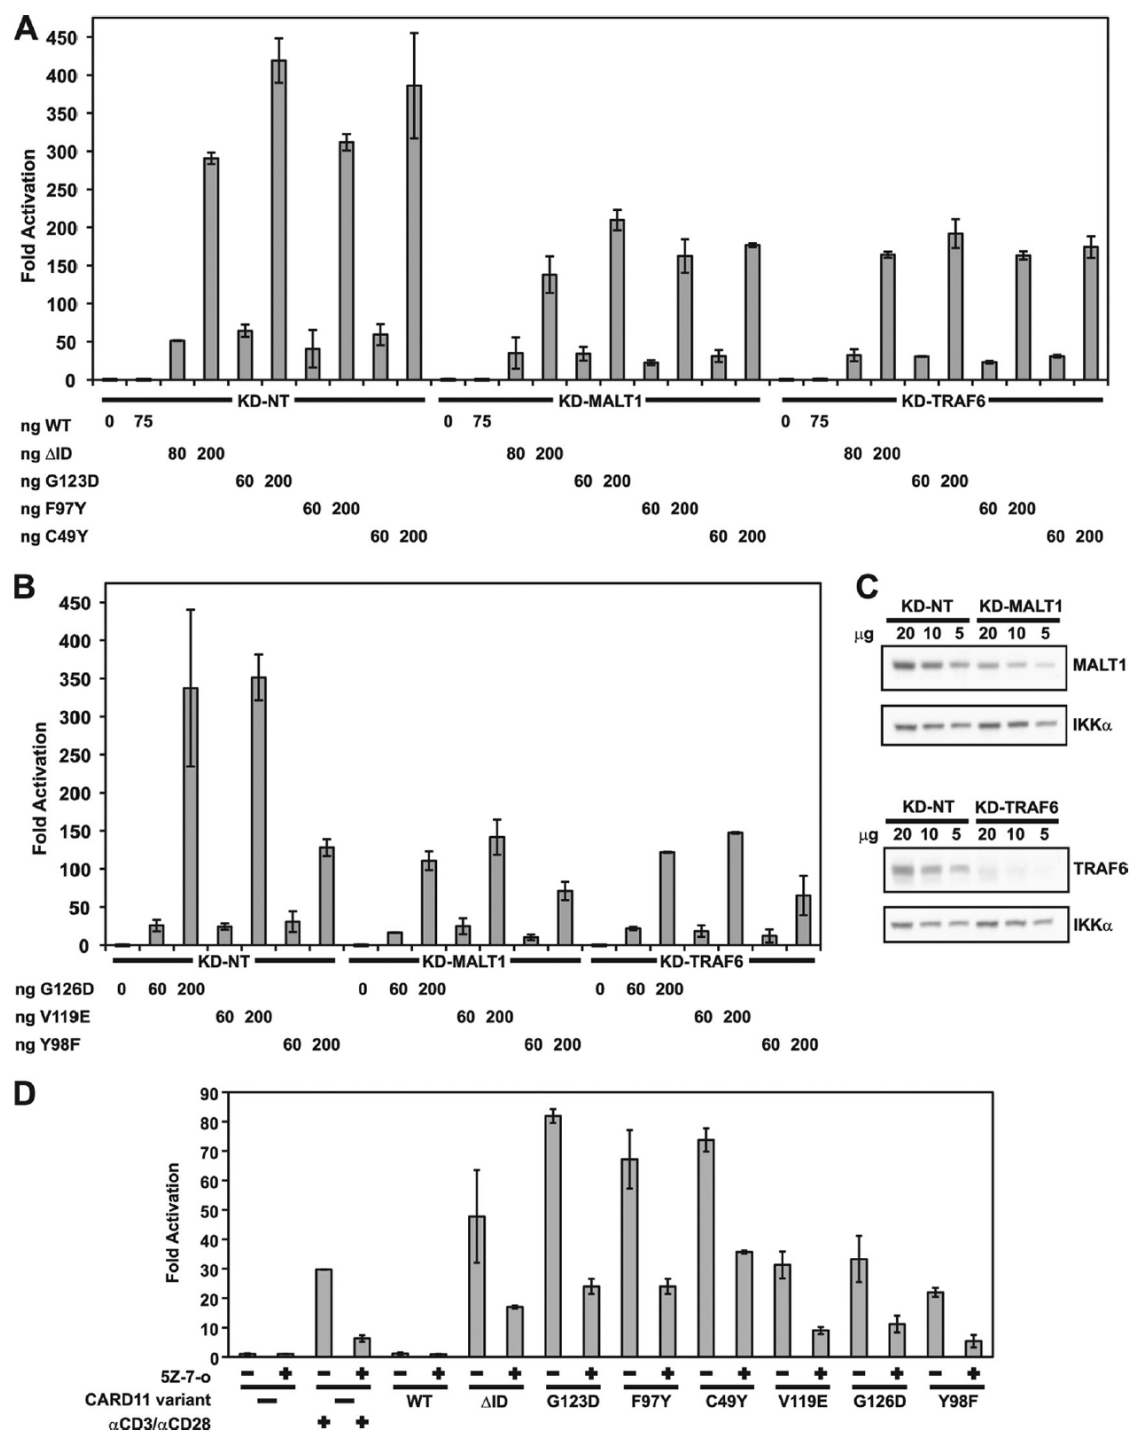 A
450
400
350
300
250
200
150
100
50
0
Fold Activation
KD-NT KD-MALT1 KD-TRAF6
ng WT 0 75 0 75 0 75
ng ΔID 80 200 80 200 80 200
ng G123D 60 200 60 200 60 200
ng F97Y 60 200 60 200 60 200
ng C49Y 60 200 60 200 60 200
B
450
400
350
300
250
200
150
100
50
0
Fold Activation
KD-NT KD-MALT1 KD-TRAF6
ng G126D 0 60 200 0 60 200 0 60 200
ng V119E 60 200 60 200 60 200
ng Y98F 60 200 60 200 60 200
C
KD-NT KD-MALT1
µg 20 10 5 20 10 5
MALT1
IKKα
KD-NT KD-TRAF6
µg 20 10 5 20 10 5
TRAF6
IKKα
D
90
80
70
60
50
40
30
20
10
0
Fold Activation
5Z-7-o − + − + − + − + − + − + − + − + − + − +
CARD11 variant − − WT ΔID G123D F97Y C49Y V119E G126D Y98F
αCD3/αCD28 + +